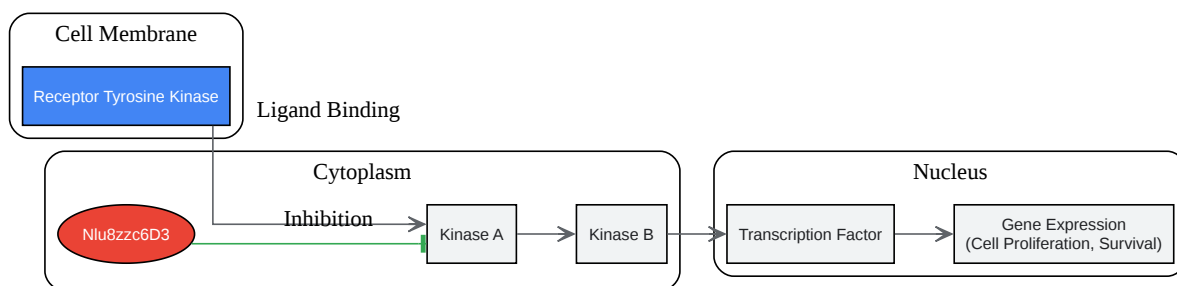 Cell Membrane
Receptor Tyrosine Kinase
Ligand Binding
Cytoplasm
Nucleus
Nlu8zzc6D3
Inhibition
Kinase A
Kinase B
Transcription Factor
Gene Expression
(Cell Proliferation, Survival)